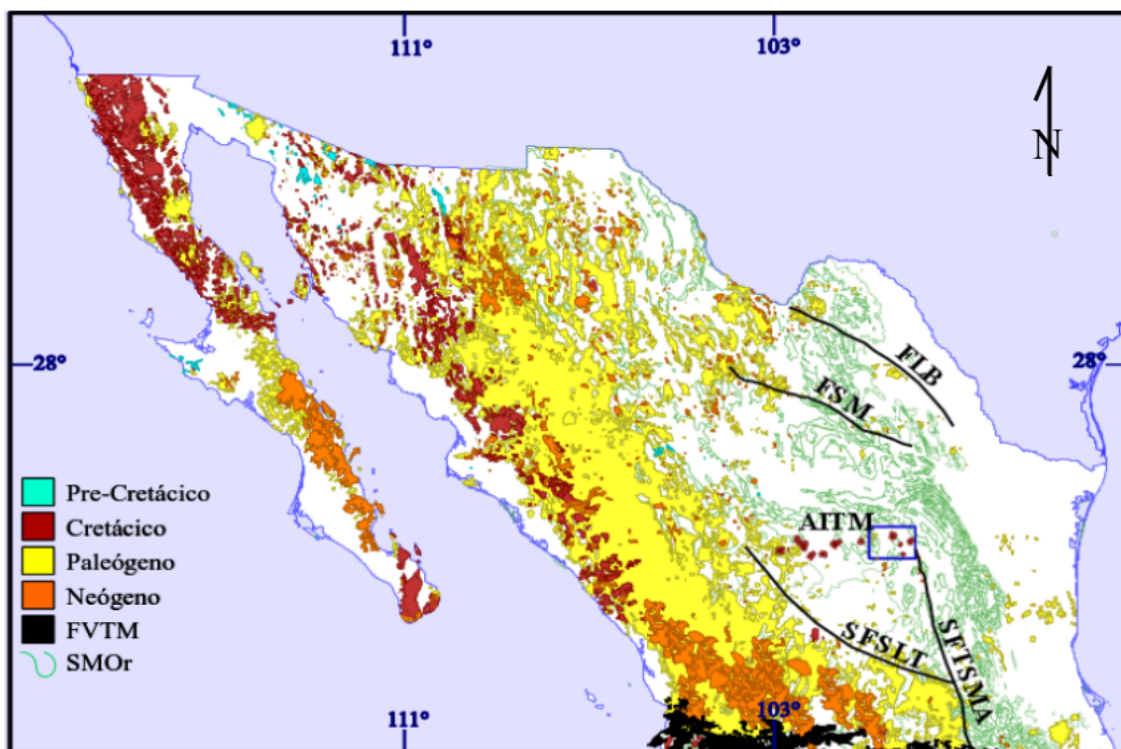 111°
103°
N
28°
28°
FLB
FSM
AITM
SFSLT
SFTSMA
Pre-Cretácico
Cretácico
Paleógeno
Neógeno
FVTM
SMOr
111°
103°